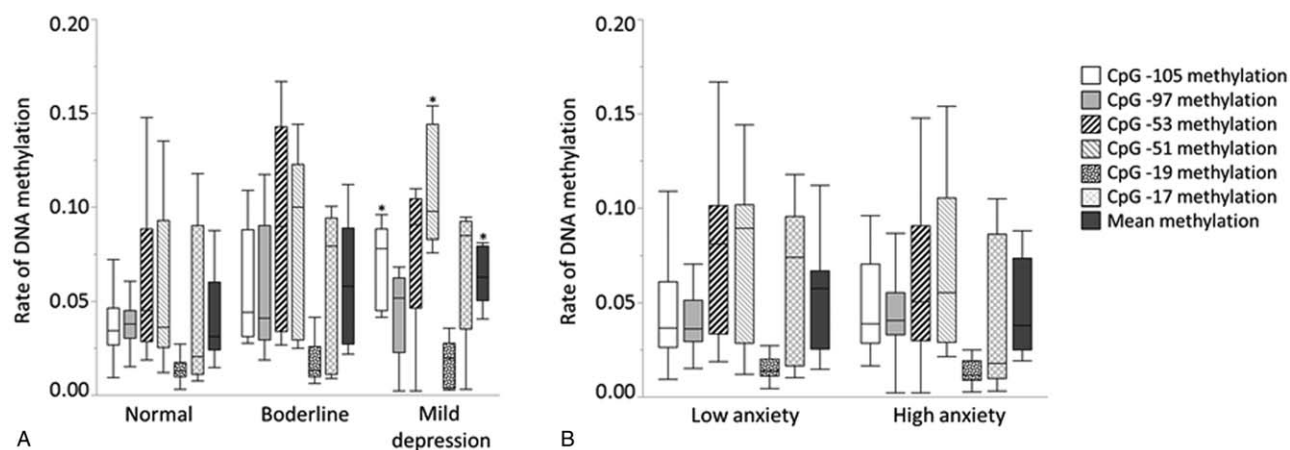 0.20
0.15
0.10
0.05
0.00
Rate of DNA methylation
*
*
*
Normal
Boderline
Mild
depression
A
0.20
0.15
0.10
0.05
0.00
Rate of DNA methylation
Low anxiety
High anxiety
B
CpG -105 methylation
CpG -97 methylation
CpG -53 methylation
CpG -51 methylation
CpG -19 methylation
CpG -17 methylation
Mean methylation